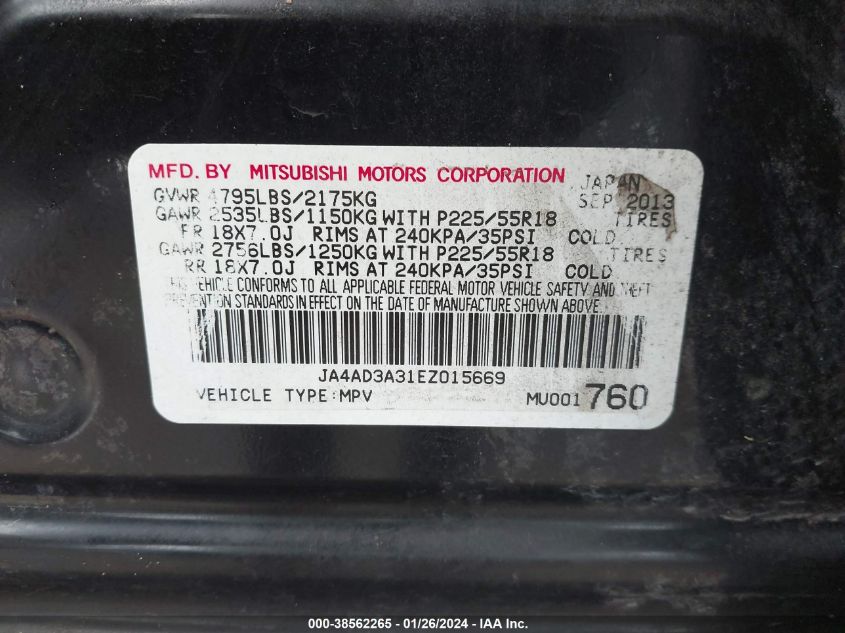 MFD. BY MITSUBISHI MOTORS CORPORATION JAPAN
GVWR 4795LBS/2175KG SEP 2013
GAWR 2535LBS/1150KG WITH P225/55R18 TIRES
FR 18X7.0J RIMS AT 240KPA/35PSI COLD
GAWR 2756LBS/1250KG WITH P225/55R18 TIRES
RR 18X7.0J RIMS AT 240KPA/35PSI COLD
THIS VEHICLE CONFORMS TO ALL APPLICABLE FEDERAL MOTOR VEHICLE SAFETY AND THEFT
PREVENTION STANDARDS IN EFFECT ON THE DATE OF MANUFACTURE SHOWN ABOVE.
JA4AD3A31EZ015669
VEHICLE TYPE:MPV MU001760
000-38562265 - 01/26/2024 - IAA Inc.